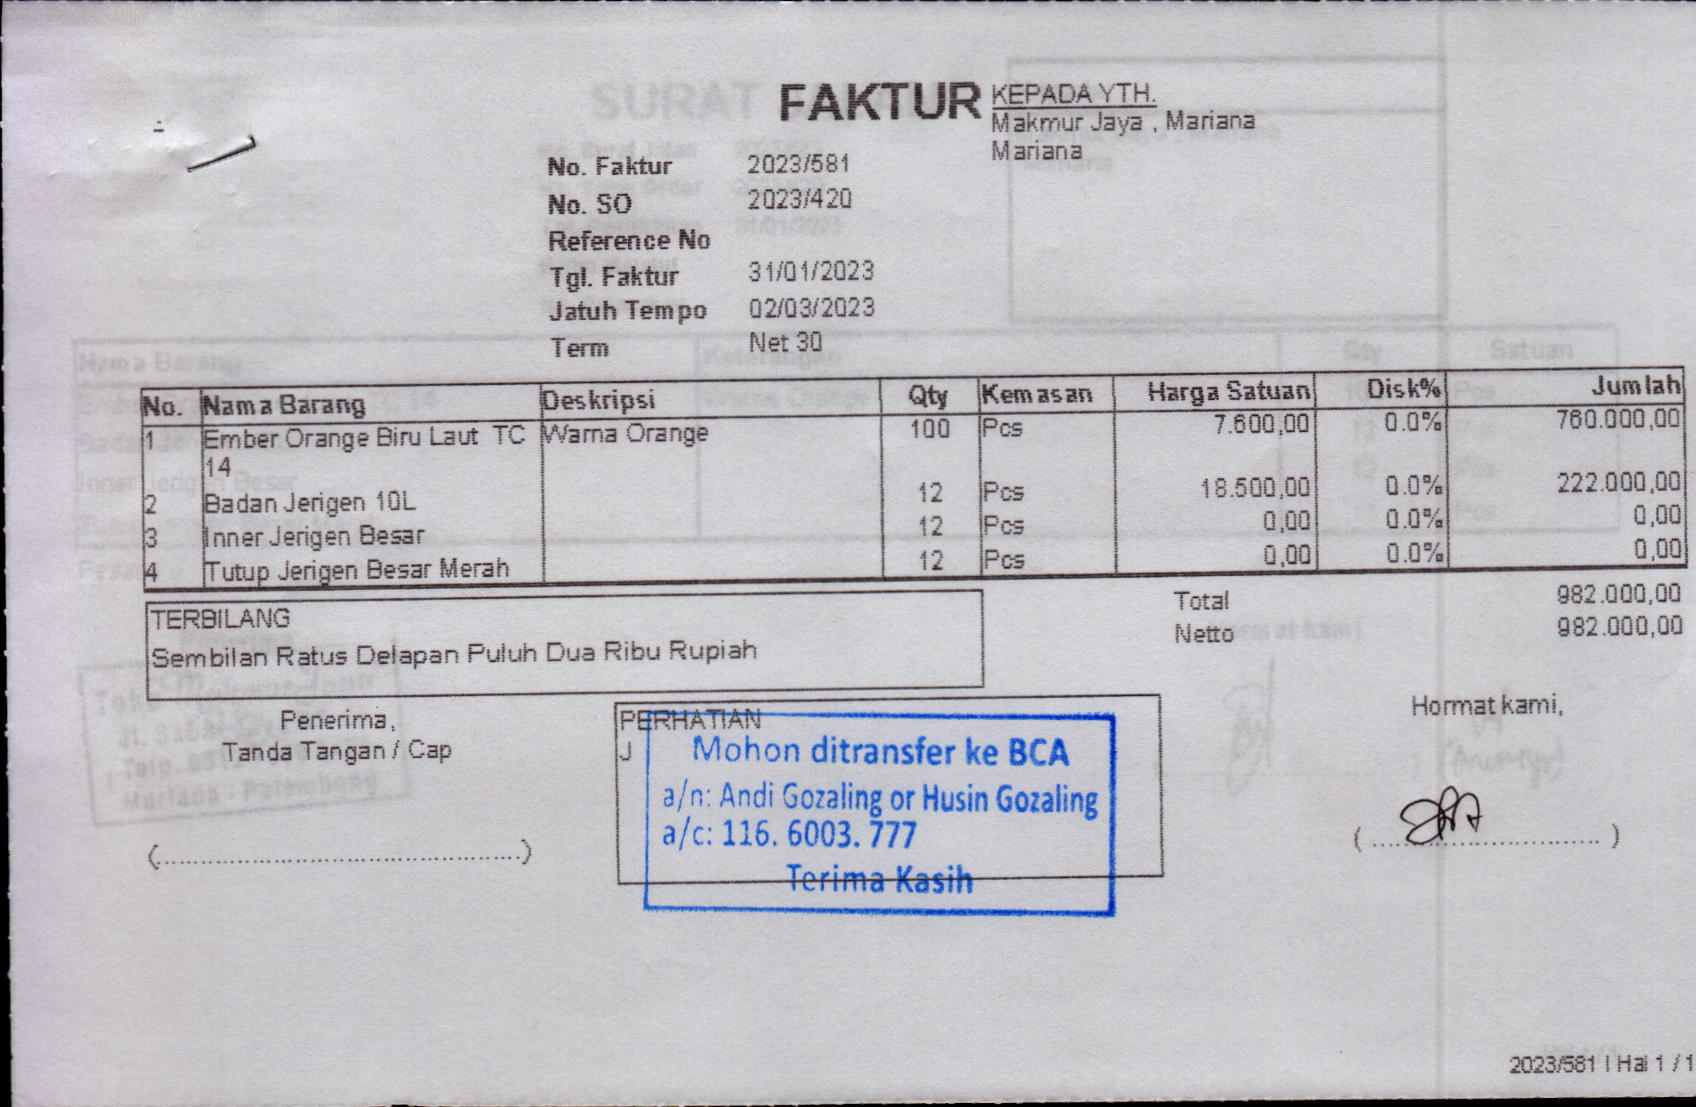 FAKTUR
KEPADA YTH.
Makmur Jaya , Mariana
Mariana
No. Faktur 2023/581
No. SO 2023/420
Reference No
Tgl. Faktur 31/01/2023
Jatuh Tempo 02/03/2023
Term Net 30
No. Nama Barang Deskripsi Qty Kemasan Harga Satuan Disk% Jumlah
1 Ember Orange Biru Laut TC Warna Orange 100 Pcs 7.600,00 0.0% 760.000,00
14
2 Badan Jerigen 10L 12 Pcs 18.500,00 0.0% 222.000,00
3 Inner Jerigen Besar 12 Pcs 0,00 0.0% 0,00
4 Tutup Jerigen Besar Merah 12 Pcs 0,00 0.0% 0,00
Total 982.000,00
Netto 982.000,00
TERBILANG
Sembilan Ratus Delapan Puluh Dua Ribu Rupiah
Penerima,
Tanda Tangan / Cap
(............................................)
PERHATIAN
J
Mohon ditransfer ke BCA
a/n: Andi Gozaling or Husin Gozaling
a/c: 116. 6003. 777
Terima Kasih
Hormat kami,
(............................)
2023/581 | Hal 1 / 1